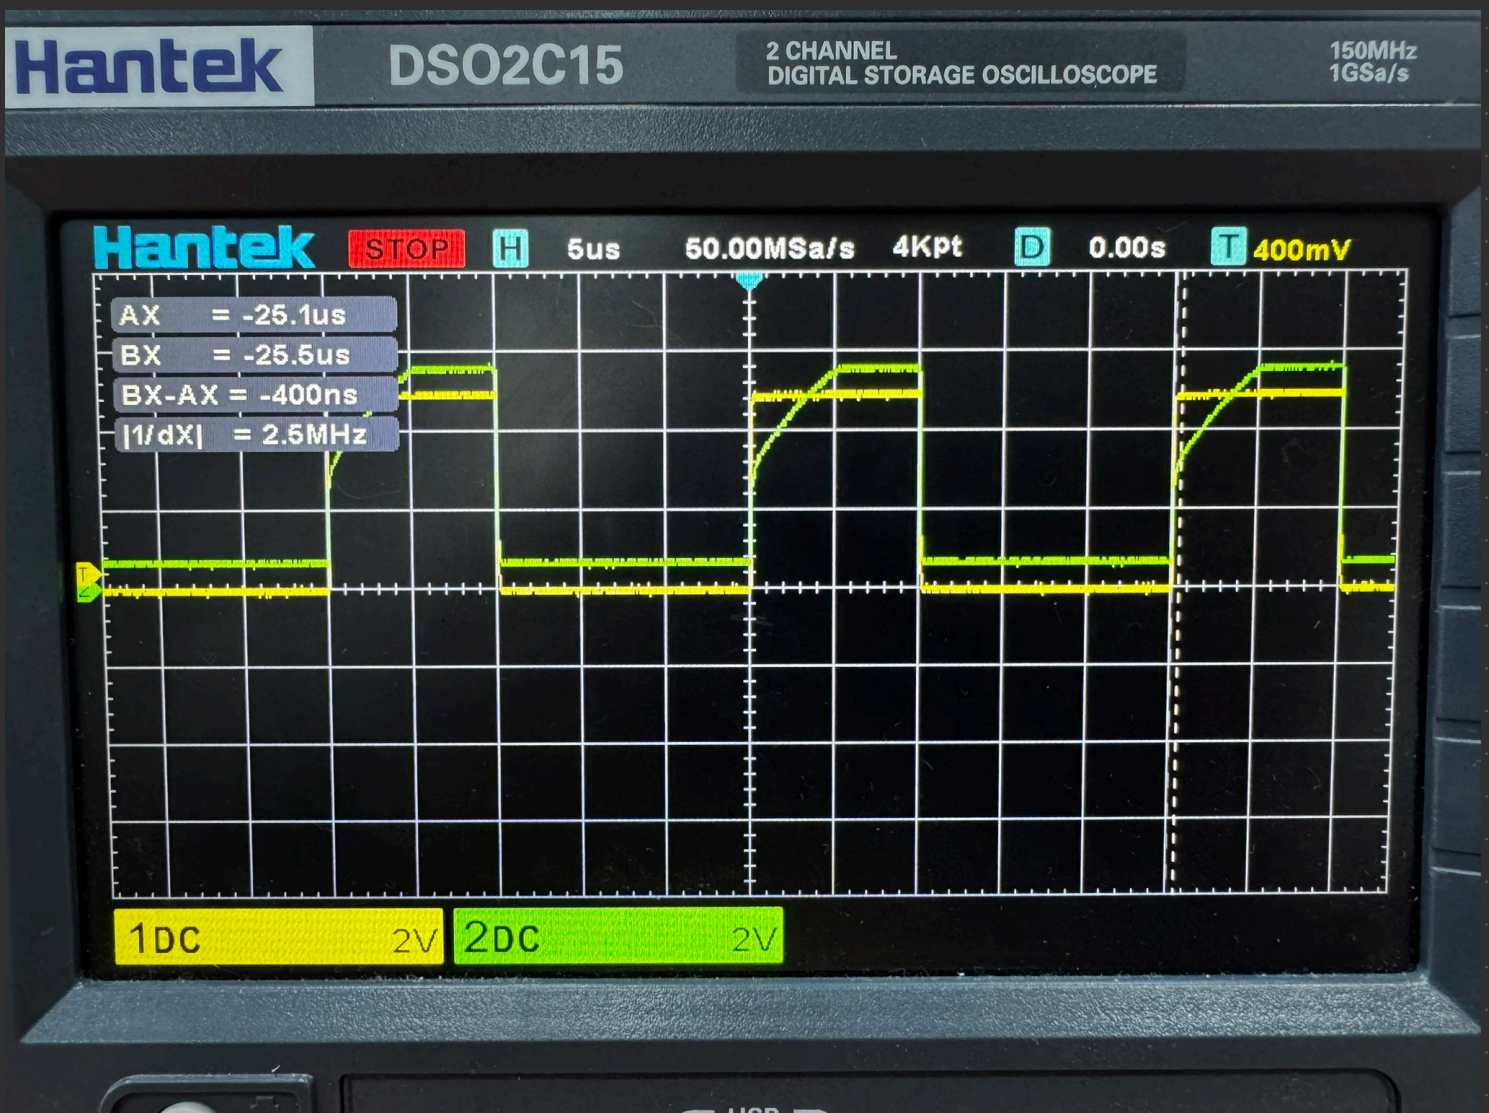 Hantek DSO2C15 2 CHANNEL 150MHz
DIGITAL STORAGE OSCILLOSCOPE 1GSa/s
Hantek STOP H 5us 50.00MSa/s 4Kpt D 0.00s T 400mV
AX = -25.1us
BX = -25.5us
BX-AX = -400ns
|1/dX| = 2.5MHz
T
2
1DC 2V 2DC 2V